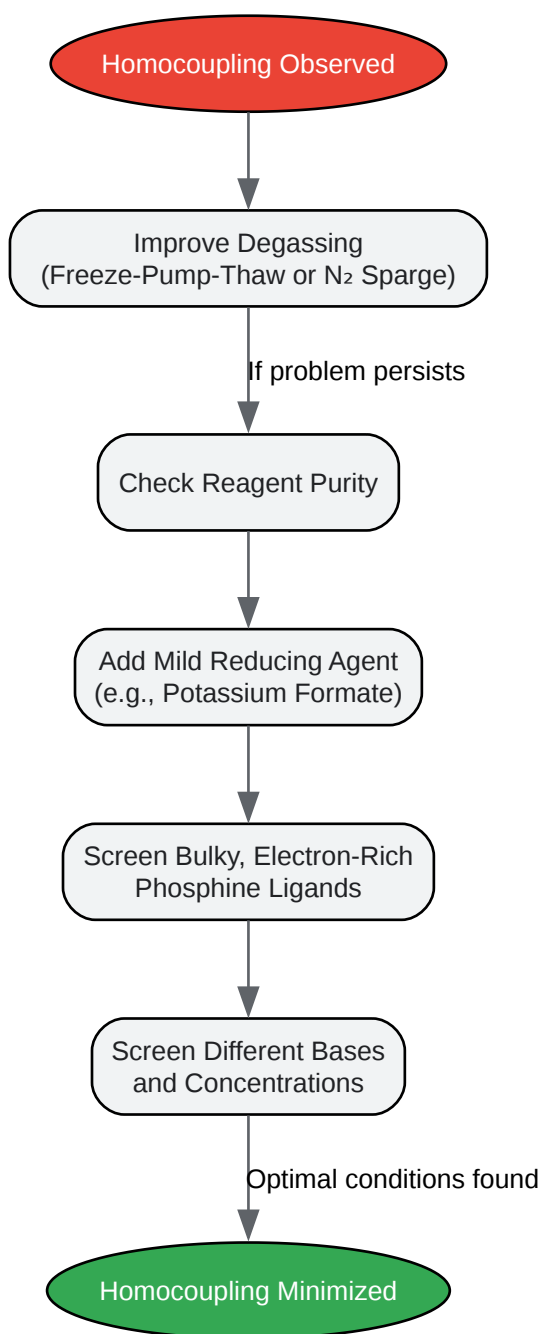 Homocoupling Observed
Improve Degassing
(Freeze-Pump-Thaw or N₂ Sparge)
If problem persists
Check Reagent Purity
Add Mild Reducing Agent
(e.g., Potassium Formate)
Screen Bulky, Electron-Rich
Phosphine Ligands
Screen Different Bases
and Concentrations
Optimal conditions found
Homocoupling Minimized